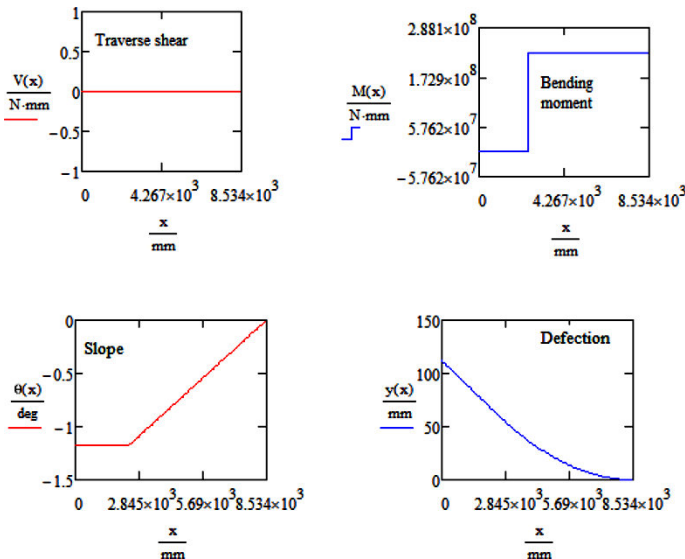 1
Traverse shear
0.5
V(x)
N·mm
0
−0.5
−1
0
4.267×10³
8.534×10³
x
mm
2.881×10⁸
1.729×10⁸
M(x)
N·mm
Bending
moment
5.762×10⁷
−5.762×10⁷
0
4.267×10³
8.534×10³
x
mm
0
Slope
−0.5
θ(x)
deg
−1
−1.5
0
2.845×10³
5.69×10³
8.534×10³
x
mm
150
Defection
100
y(x)
mm
50
0
0
2.845×10³
5.69×10³
8.534×10³
x
mm